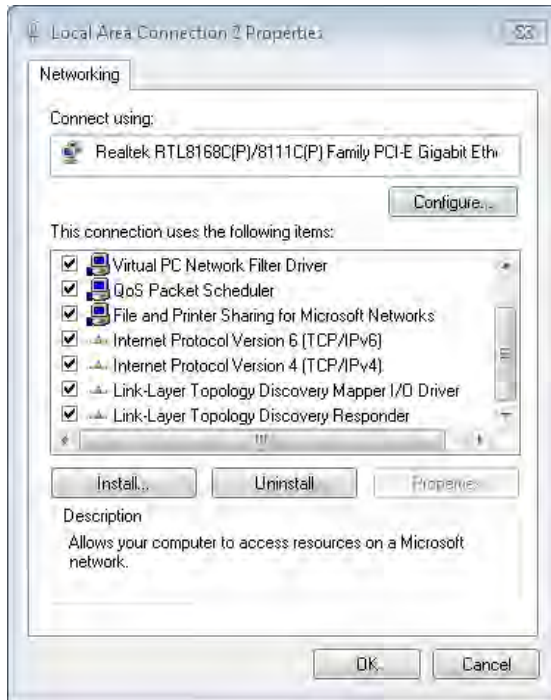 Local Area Connection 2 Properties
Networking
Connect using:
Realtek RTL8168C(P)/8111C(P) Family PCI-E Gigabit Eth
Configure...
This connection uses the following items:
Virtual PC Network Filter Driver
QoS Packet Scheduler
File and Printer Sharing for Microsoft Networks
Internet Protocol Version 6 (TCP/IPv6)
Internet Protocol Version 4 (TCP/IPv4)
Link-Layer Topology Discovery Mapper I/O Driver
Link-Layer Topology Discovery Responder
Install... Uninstall Properties
Description
Allows your computer to access resources on a Microsoft
network.
OK Cancel